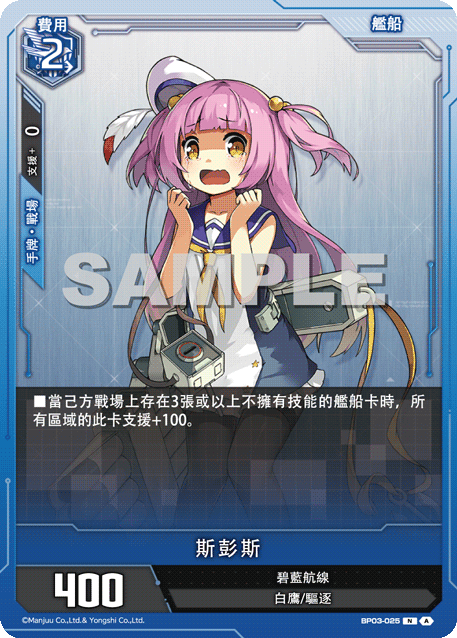 費用
2
艦船
支援+ 0
手牌・戰場
SAMPLE
■當己方戰場上存在3張或以上不擁有技能的艦船卡時，所
有區域的此卡支援+100。
斯彭斯
400
碧藍航線
白鷹/驅逐
©Manjuu Co.,Ltd.& Yongshi Co.,Ltd.
BP03-025 N A